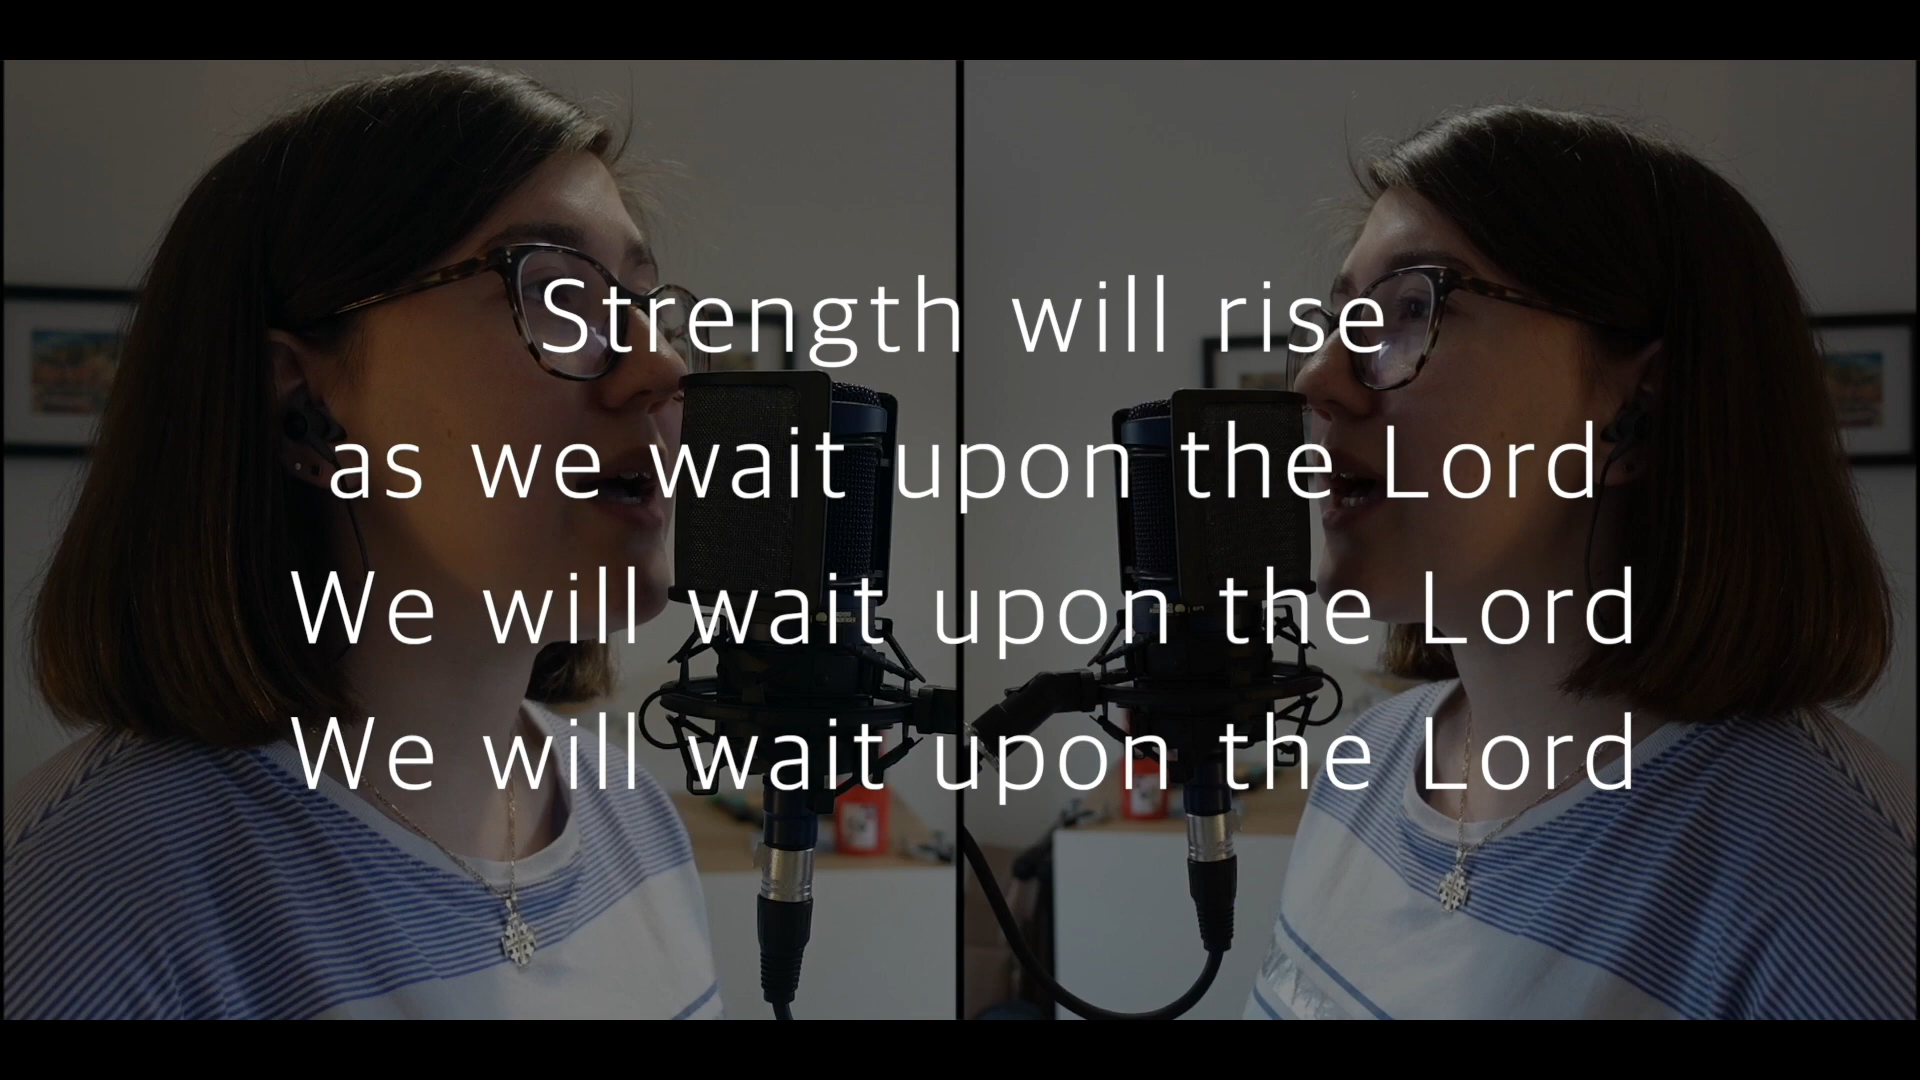 Strength will rise
as we wait upon the Lord
We will wait upon the Lord
We will wait upon the Lord